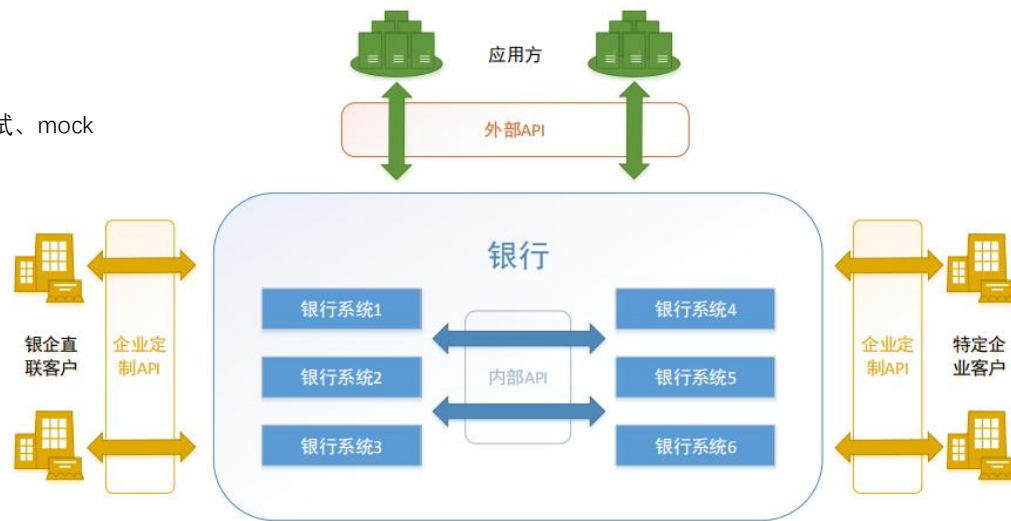 应用方
试、mock
外部API
银行
银行系统1
银行系统4
银企直
联客户
企业定
制API
银行系统2
内部API
银行系统5
企业定
制API
特定企
业客户
银行系统3
银行系统6